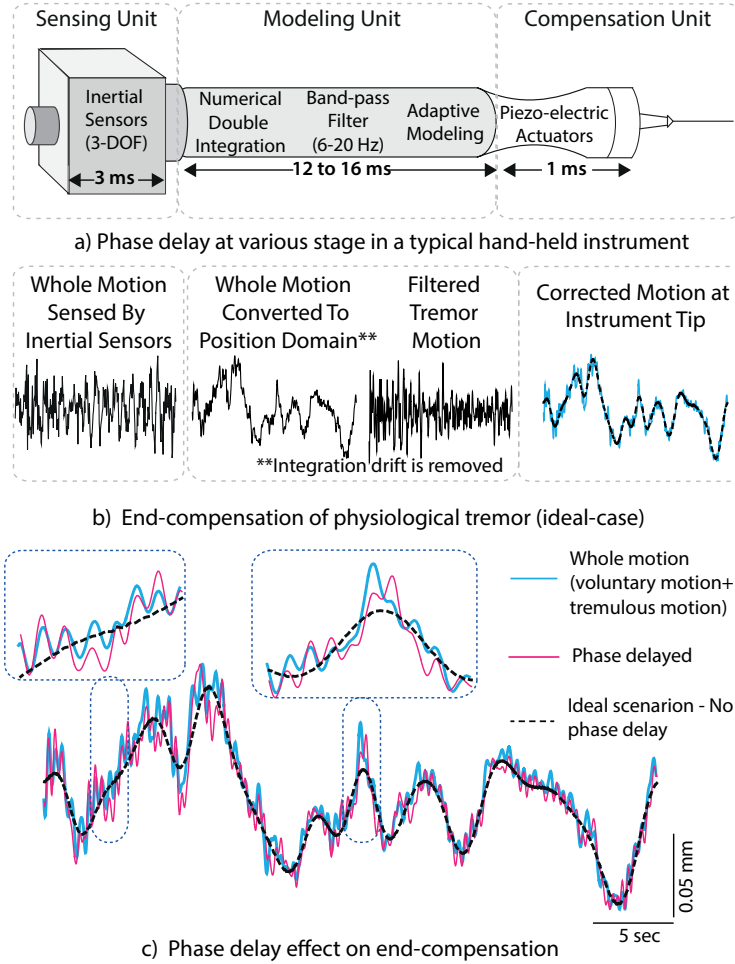 Sensing Unit
Modeling Unit
Compensation Unit
Inertial
Sensors
(3-DOF)
Numerical
Double
Integration
Band-pass
Filter
(6-20 Hz)
Adaptive
Modeling
Piezo-electric
Actuators
3 ms
12 to 16 ms
1 ms
a) Phase delay at various stage in a typical hand-held instrument
Whole Motion
Sensed By
Inertial Sensors
Whole Motion
Converted To
Position Domain**
Filtered
Tremor
Motion
Corrected Motion at
Instrument Tip
**Integration drift is removed
b) End-compensation of physiological tremor (ideal-case)
Whole motion
(voluntary motion+
tremulous motion)
Phase delayed
Ideal scenarion - No
phase delay
0.05 mm
5 sec
c) Phase delay effect on end-compensation